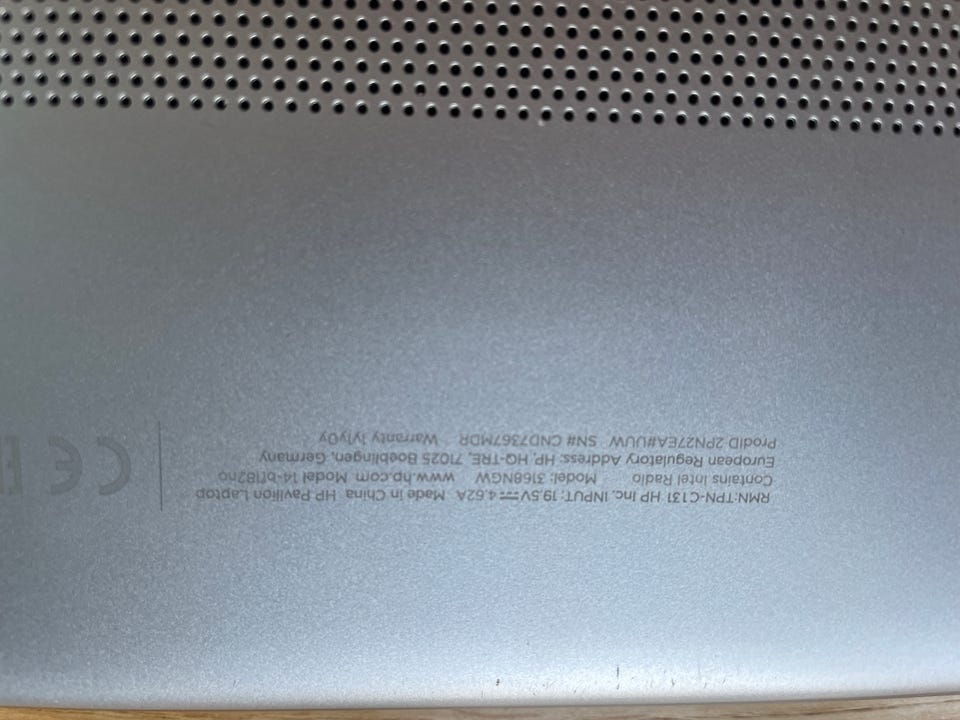 RMN:TPN-C131 HP Inc. INPUT: 19.5V⎓4.62A Made in China HP Pavilion Laptop
Contains Intel Radio Model: 3168NGW www.hp.com Model 14-bf182no
European Regulatory Address: HP, HQ-TRE, 71025 Boeblingen, Germany
ProdID 2PN27EA#UUW SN# CND7367MDR Warranty 1y1y0y
CE